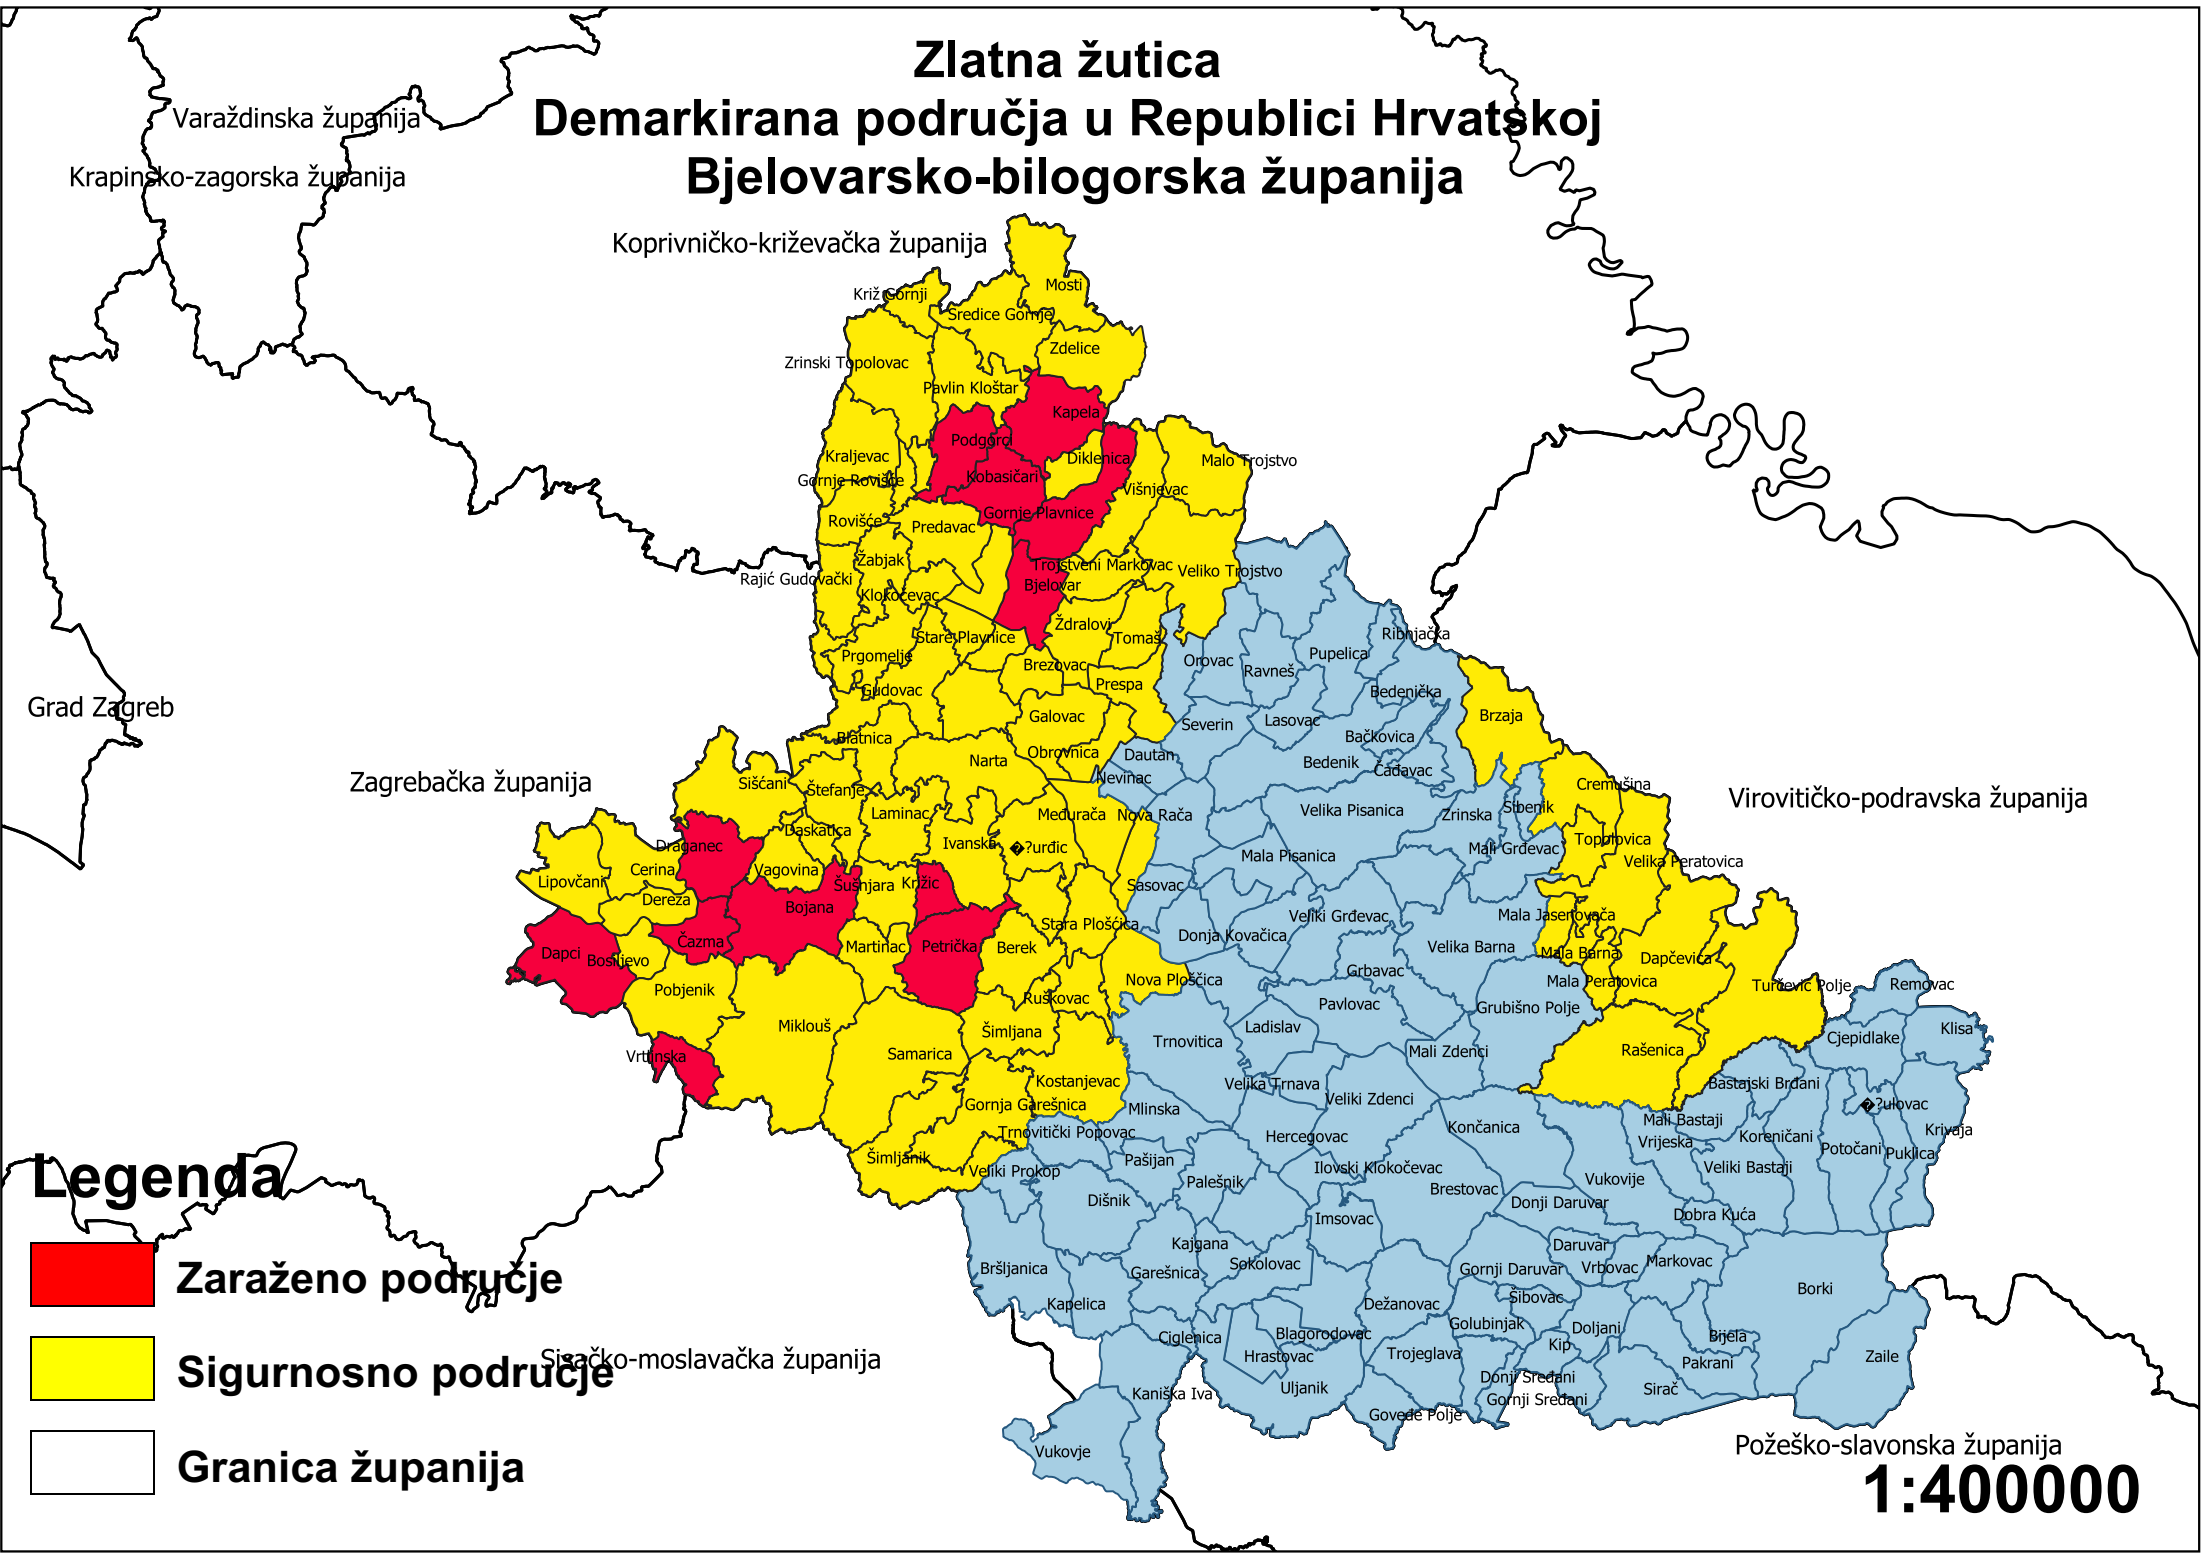 Zlatna žutica
Demarkirana područja u Republici Hrvatskoj
Bjelovarsko-bilogorska županija
Varaždinska županija
Krapinsko-zagorska županija
Koprivničko-križevačka županija
Grad Zagreb
Zagrebačka županija
Virovitičko-podravska županija
Sisačko-moslavačka županija
Požeško-slavonska županija
Mosti
Križ Gornji
Sredice Gornje
Zdelice
Zrinski Topolovac
Pavlin Kloštar
Kapela
Podgorci
Diklenica
Malo Trojstvo
Kraljevac
Kobasičari
Gornje Rovišće
Višnjevac
Gornje Plavnice
Rovišće
Predavac
Žabjak
Trojstveni Markovac
Veliko Trojstvo
Rajić Gudovački
Bjelovar
Klokočevac
Ždralovi
Stare Plavnice
Tomaš
Ribnjačka
Prgomelje
Brezovac
Orovac
Ravneš
Pupelica
Gudovac
Prespa
Bedenička
Galovac
Severin
Lasovac
Brzaja
Blatnica
Obrovnica
Bačkovica
Narta
Dautan
Bedenik
Čađavac
Nevinac
Sišćani
Štefanje
Cremušina
Laminac
Međurača
Nova Rača
Velika Pisanica
Zrinska
Šibenik
Daskatica
Ivanska
�?urđic
Draganec
Mala Pisanica
Mali Grđevac
Topolovica
Velika Peratovica
Cerina
Vagovina
Lipovčani
Šušnjara
Križic
Sasovac
Dereza
Bojana
Stara Plošćica
Veliki Grđevac
Mala Jasenovača
Čazma
Martinac
Petrička
Berek
Donja Kovačica
Velika Barna
Dapci
Bosiljevo
Mala Barna
Dapčevica
Grbavac
Pobjenik
Nova Ploščica
Mala Peratovica
Turčević Polje
Removac
Ruškovac
Pavlovac
Grubišno Polje
Miklouš
Šimljana
Ladislav
Klisa
Trnovitica
Cjepidlake
Vrtlinska
Samarica
Mali Zdenci
Rašenica
Kostanjevac
Velika Trnava
Bastajski Brđani
Gornja Garešnica
Mlinska
Veliki Zdenci
�?ulovac
Mali Bastaji
Trnovitički Popovac
Hercegovac
Končanica
Vrijeska
Koreničani
Krivaja
Šimljanik
Veliki Prokop
Pašijan
Ilovski Klokočevac
Veliki Bastaji
Potočani
Puklica
Palešnik
Brestovac
Vukovije
Dišnik
Donji Daruvar
Imsovac
Dobra Kuća
Kajgana
Daruvar
Bršljanica
Garešnica
Sokolovac
Gornji Daruvar
Vrbovac
Markovac
Borki
Kapelica
Dežanovac
Sibovac
Golubinjak
Doljani
Ciglenica
Blagorodovac
Kip
Bijela
Hrastovac
Trojeglava
Pakrani
Zaile
Kaniška Iva
Uljanik
Donji Sređani
Sirač
Gornji Sređani
Goveđe Polje
Vukovje
Legenda
Zaraženo područje
Sigurnosno područje
Granica županija
1:400000